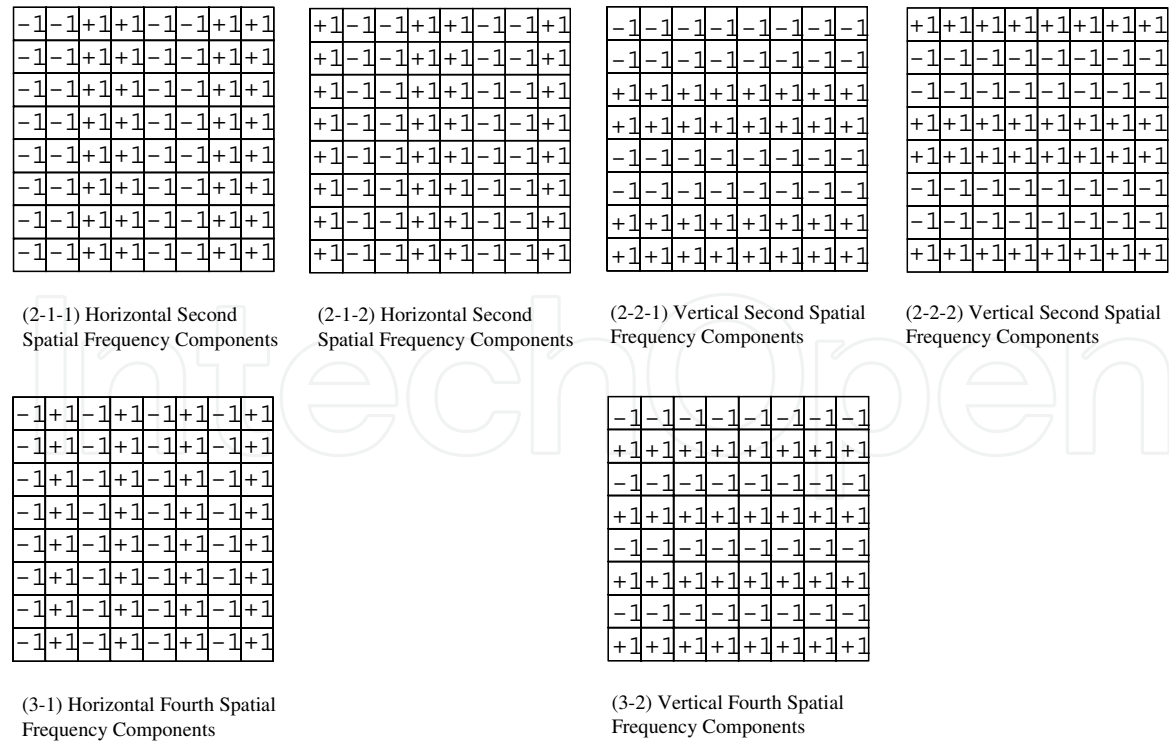 -1 -1 +1 +1 -1 -1 +1 +1
-1 -1 +1 +1 -1 -1 +1 +1
-1 -1 +1 +1 -1 -1 +1 +1
-1 -1 +1 +1 -1 -1 +1 +1
-1 -1 +1 +1 -1 -1 +1 +1
-1 -1 +1 +1 -1 -1 +1 +1
-1 -1 +1 +1 -1 -1 +1 +1
-1 -1 +1 +1 -1 -1 +1 +1
(2-1-1) Horizontal Second
Spatial Frequency Components
+1 -1 -1 +1 +1 -1 -1 +1
+1 -1 -1 +1 +1 -1 -1 +1
+1 -1 -1 +1 +1 -1 -1 +1
+1 -1 -1 +1 +1 -1 -1 +1
+1 -1 -1 +1 +1 -1 -1 +1
+1 -1 -1 +1 +1 -1 -1 +1
+1 -1 -1 +1 +1 -1 -1 +1
+1 -1 -1 +1 +1 -1 -1 +1
(2-1-2) Horizontal Second
Spatial Frequency Components
-1 -1 -1 -1 -1 -1 -1 -1
-1 -1 -1 -1 -1 -1 -1 -1
+1 +1 +1 +1 +1 +1 +1 +1
+1 +1 +1 +1 +1 +1 +1 +1
-1 -1 -1 -1 -1 -1 -1 -1
-1 -1 -1 -1 -1 -1 -1 -1
+1 +1 +1 +1 +1 +1 +1 +1
+1 +1 +1 +1 +1 +1 +1 +1
(2-2-1) Vertical Second Spatial
Frequency Components
+1 +1 +1 +1 +1 +1 +1 +1
-1 -1 -1 -1 -1 -1 -1 -1
-1 -1 -1 -1 -1 -1 -1 -1
+1 +1 +1 +1 +1 +1 +1 +1
+1 +1 +1 +1 +1 +1 +1 +1
-1 -1 -1 -1 -1 -1 -1 -1
-1 -1 -1 -1 -1 -1 -1 -1
+1 +1 +1 +1 +1 +1 +1 +1
(2-2-2) Vertical Second Spatial
Frequency Components
IntechOpen
-1 +1 -1 +1 -1 +1 -1 +1
-1 +1 -1 +1 -1 +1 -1 +1
-1 +1 -1 +1 -1 +1 -1 +1
-1 +1 -1 +1 -1 +1 -1 +1
-1 +1 -1 +1 -1 +1 -1 +1
-1 +1 -1 +1 -1 +1 -1 +1
-1 +1 -1 +1 -1 +1 -1 +1
-1 +1 -1 +1 -1 +1 -1 +1
(3-1) Horizontal Fourth Spatial
Frequency Components
-1 -1 -1 -1 -1 -1 -1 -1
+1 +1 +1 +1 +1 +1 +1 +1
-1 -1 -1 -1 -1 -1 -1 -1
+1 +1 +1 +1 +1 +1 +1 +1
-1 -1 -1 -1 -1 -1 -1 -1
+1 +1 +1 +1 +1 +1 +1 +1
-1 -1 -1 -1 -1 -1 -1 -1
+1 +1 +1 +1 +1 +1 +1 +1
(3-2) Vertical Fourth Spatial
Frequency Components